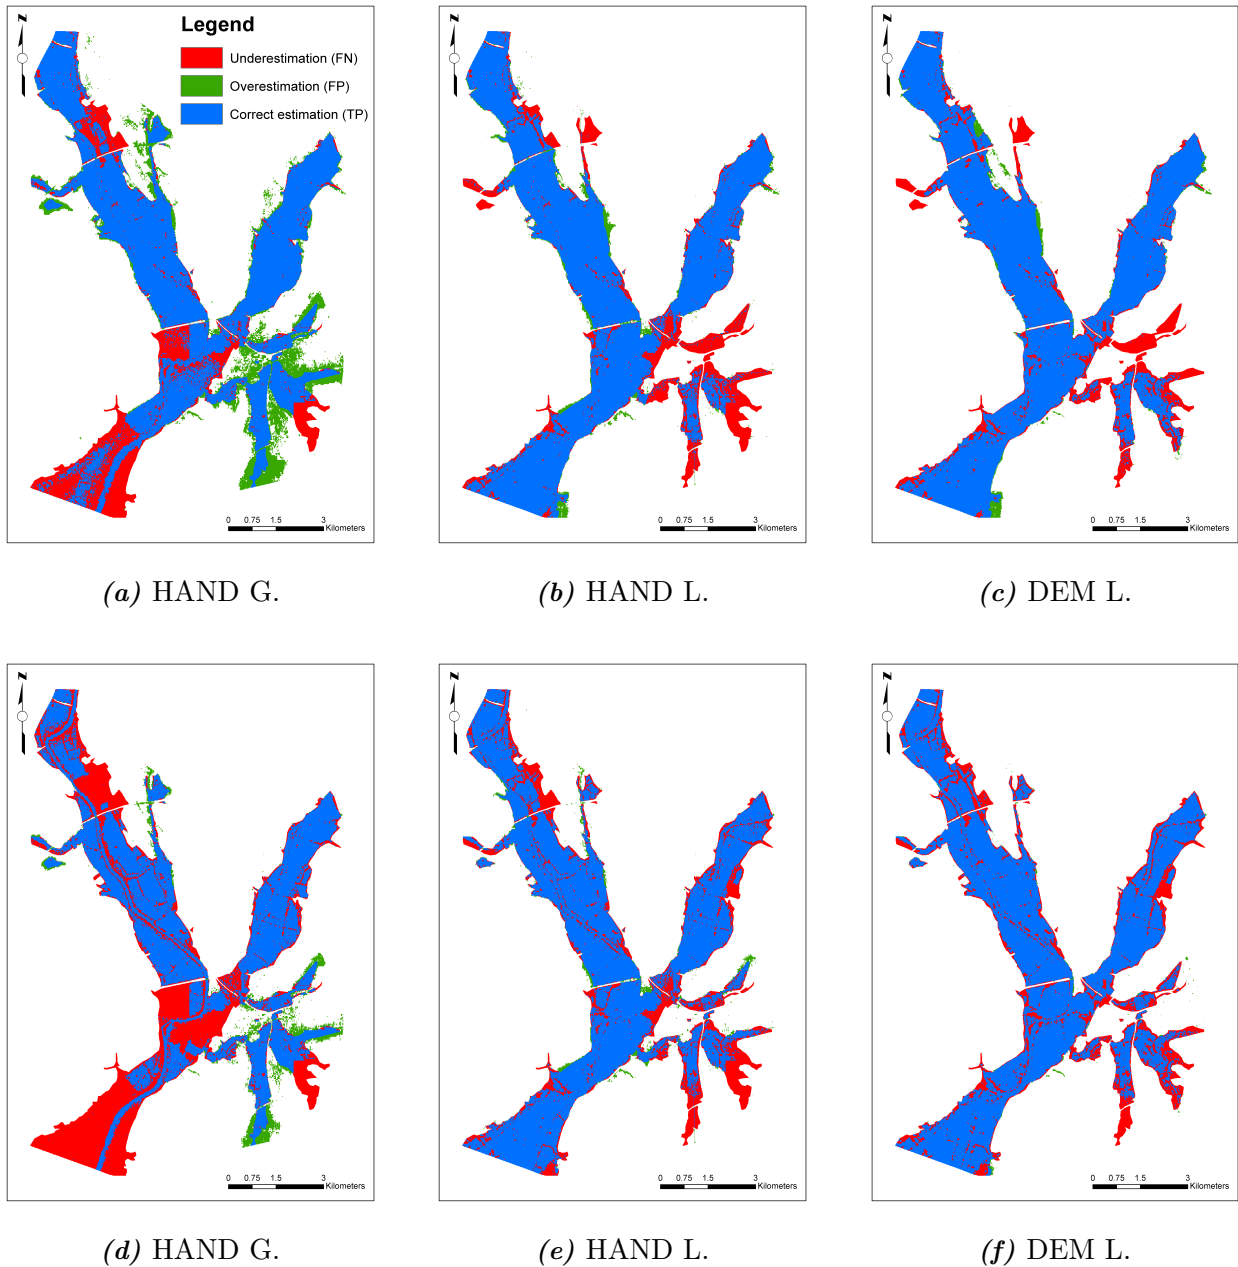 N
Legend
Underestimation (FN)
Overestimation (FP)
Correct estimation (TP)
0 0.75 1.5 3
Kilometers
N
0 0.75 1.5 3
Kilometers
N
0 0.75 1.5 3
Kilometers
(a) HAND G.
(b) HAND L.
(c) DEM L.
N
0 0.75 1.5 3
Kilometers
N
0 0.75 1.5 3
Kilometers
N
0 0.75 1.5 3
Kilometers
(d) HAND G.
(e) HAND L.
(f) DEM L.